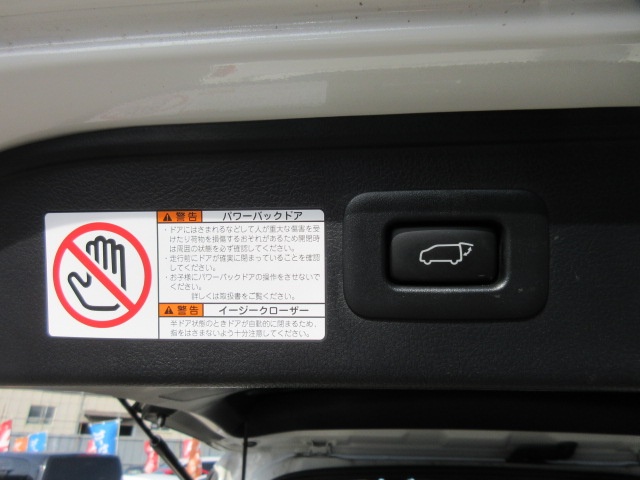 警告 パワーバックドア
・ドアにはさまれるなどして人が重大な傷害を受
けたり荷物を損傷するおそれがあるため開閉時
は周囲の状態を必ず確認してください。
・走行前にドアが確実に閉まっていることを確認
してください。
・お子様にパワーバックドアの操作をさせないで
ください。
詳しくは取扱書をご覧ください。
警告 イージークローザー
半ドア状態のときドアが自動的に閉まるため、
指をはさまないよう十分注意してください。